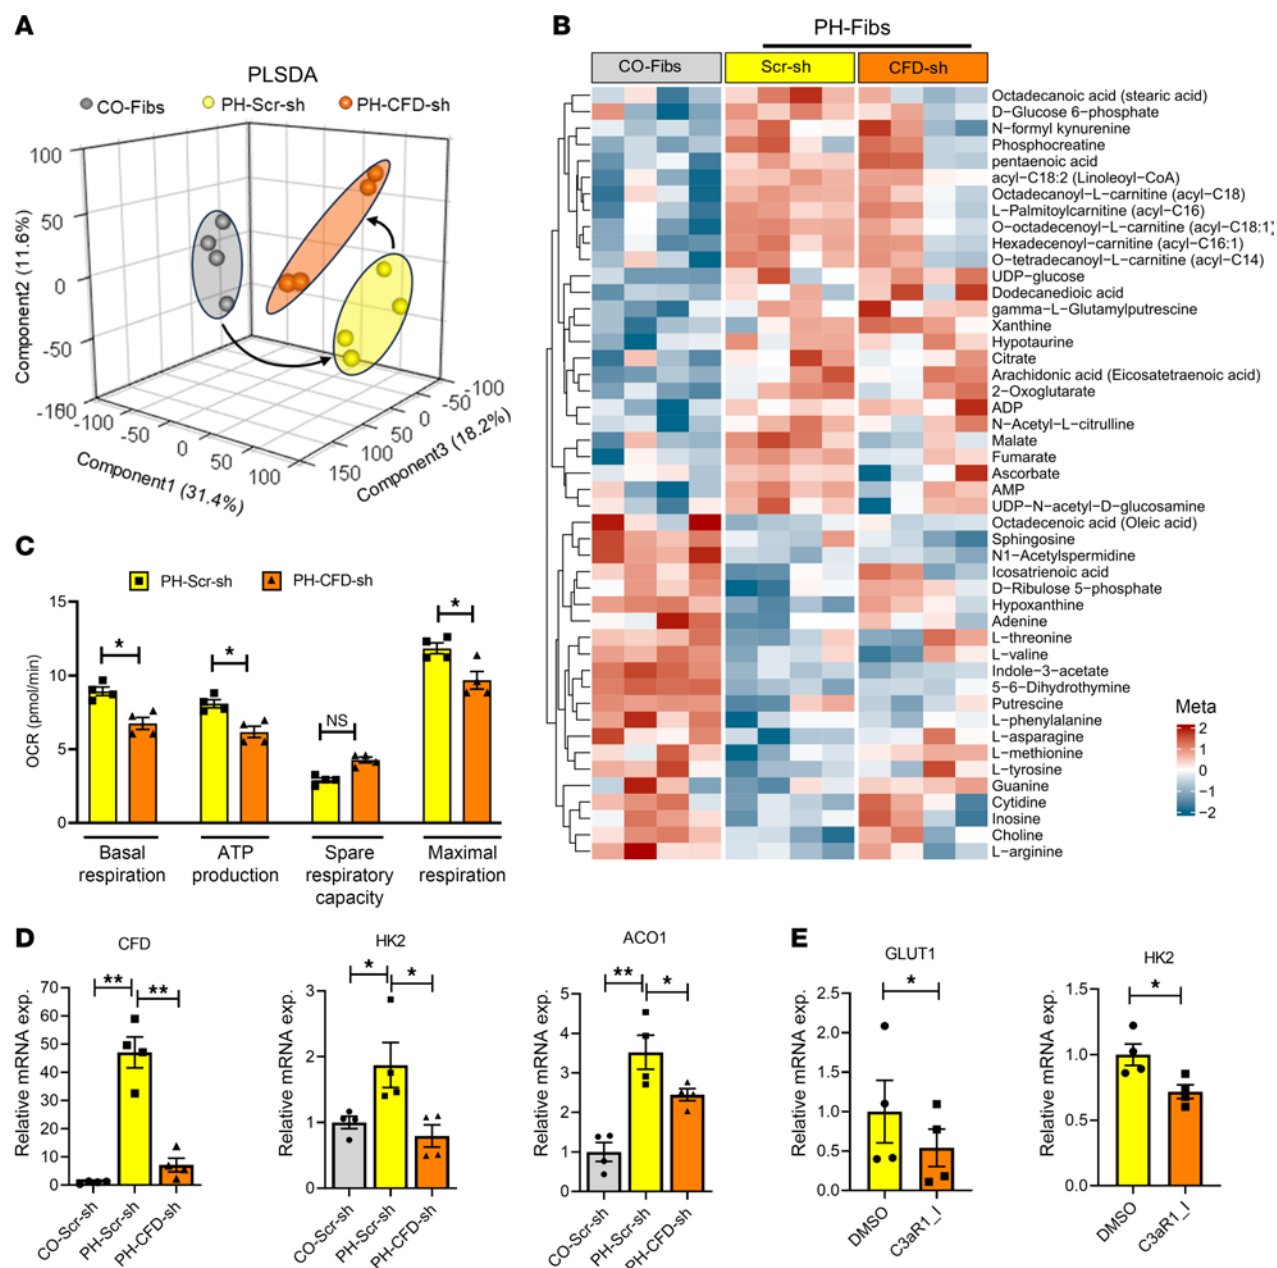 A
PLSDA
CO-Fibs
PH-Scr-sh
PH-CFD-sh
100
50
0
-50
-100
Component2 (11.6%)
-100
-50
0
50
100
Component1 (31.4%)
150
100
50
0
-50
-100
Component3 (18.2%)
B
PH-Fibs
CO-Fibs
Scr-sh
CFD-sh
Octadecanoic acid (stearic acid)
D-Glucose 6-phosphate
N-formyl kynurenine
Phosphocreatine
pentaenoic acid
acyl-C18:2 (Linoleoyl-CoA)
Octadecanoyl-L-carnitine (acyl-C18)
L-Palmitoylcarnitine (acyl-C16)
O-octadecenoyl-L-carnitine (acyl-C18:1)
Hexadecenoyl-carnitine (acyl-C16:1)
O-tetradecanoyl-L-carnitine (acyl-C14)
UDP-glucose
Dodecanedioic acid
gamma-L-Glutamylputrescine
Xanthine
Hypotaurine
Citrate
Arachidonic acid (Eicosatetraenoic acid)
2-Oxoglutarate
ADP
N-Acetyl-L-citrulline
Malate
Fumarate
Ascorbate
AMP
UDP-N-acetyl-D-glucosamine
Octadecenoic acid (Oleic acid)
Sphingosine
N1-Acetylspermidine
Icosatrienoic acid
D-Ribulose 5-phosphate
Hypoxanthine
Adenine
L-threonine
L-valine
Indole-3-acetate
5-6-Dihydrothymine
Putrescine
L-phenylalanine
L-asparagine
L-methionine
L-tyrosine
Guanine
Cytidine
Inosine
Choline
L-arginine
Meta
2
1
0
-1
-2
C
PH-Scr-sh
PH-CFD-sh
OCR (pmol/min)
15
10
5
0
*
*
NS
*
Basal respiration
ATP production
Spare respiratory capacity
Maximal respiration
D
CFD
Relative mRNA exp.
70
60
50
40
30
20
10
0
**
**
CO-Scr-sh
PH-Scr-sh
PH-CFD-sh
HK2
Relative mRNA exp.
3
2
1
0
*
*
CO-Scr-sh
PH-Scr-sh
PH-CFD-sh
ACO1
Relative mRNA exp.
5
4
3
2
1
0
**
*
CO-Scr-sh
PH-Scr-sh
PH-CFD-sh
E
GLUT1
Relative mRNA exp.
2.5
2.0
1.5
1.0
0.5
0.0
*
DMSO
C3aR1_I
HK2
Relative mRNA exp.
1.5
1.0
0.5
0.0
*
DMSO
C3aR1_I